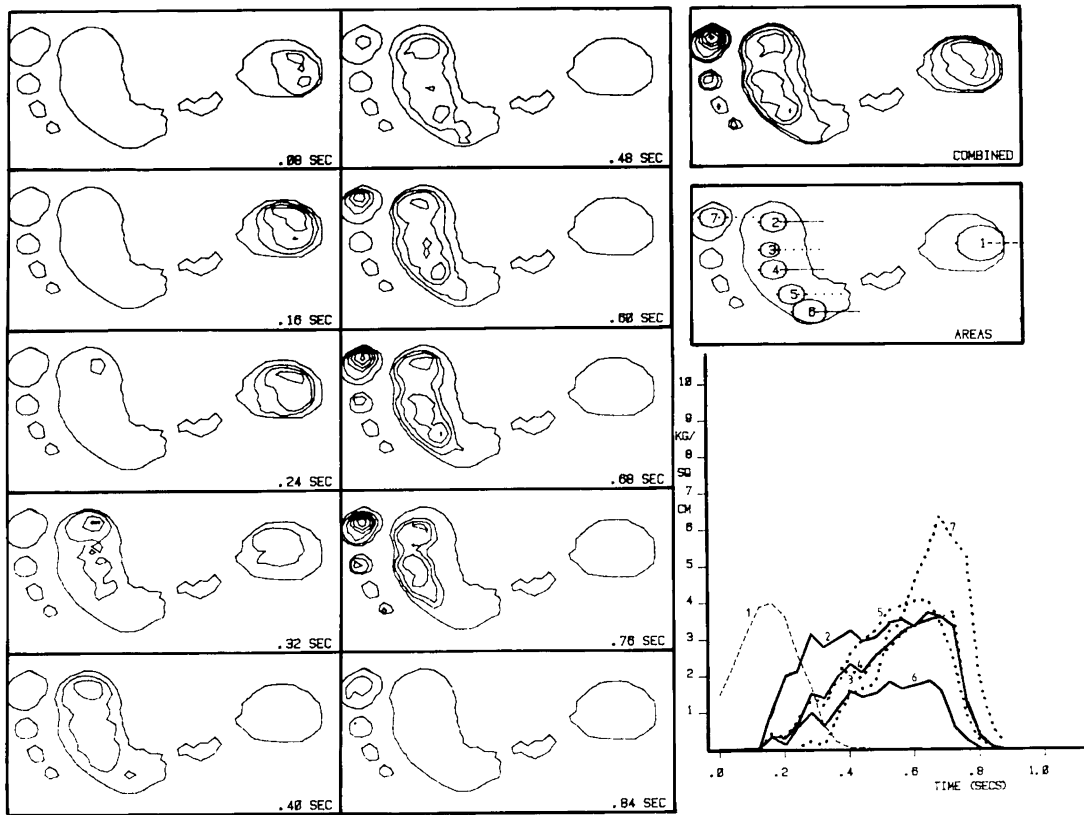 .08 SEC
.16 SEC
.24 SEC
.32 SEC
.40 SEC
.48 SEC
.60 SEC
.68 SEC
.76 SEC
.84 SEC
COMBINED
7
2
3
4
5
6
1
AREAS
10
9
KG/
8
SQ
7
CM
6
5
4
3
2
1
1
2
3
4
5
6
7
.0
.2
.4
.6
.8
1.0
TIME (SECS)